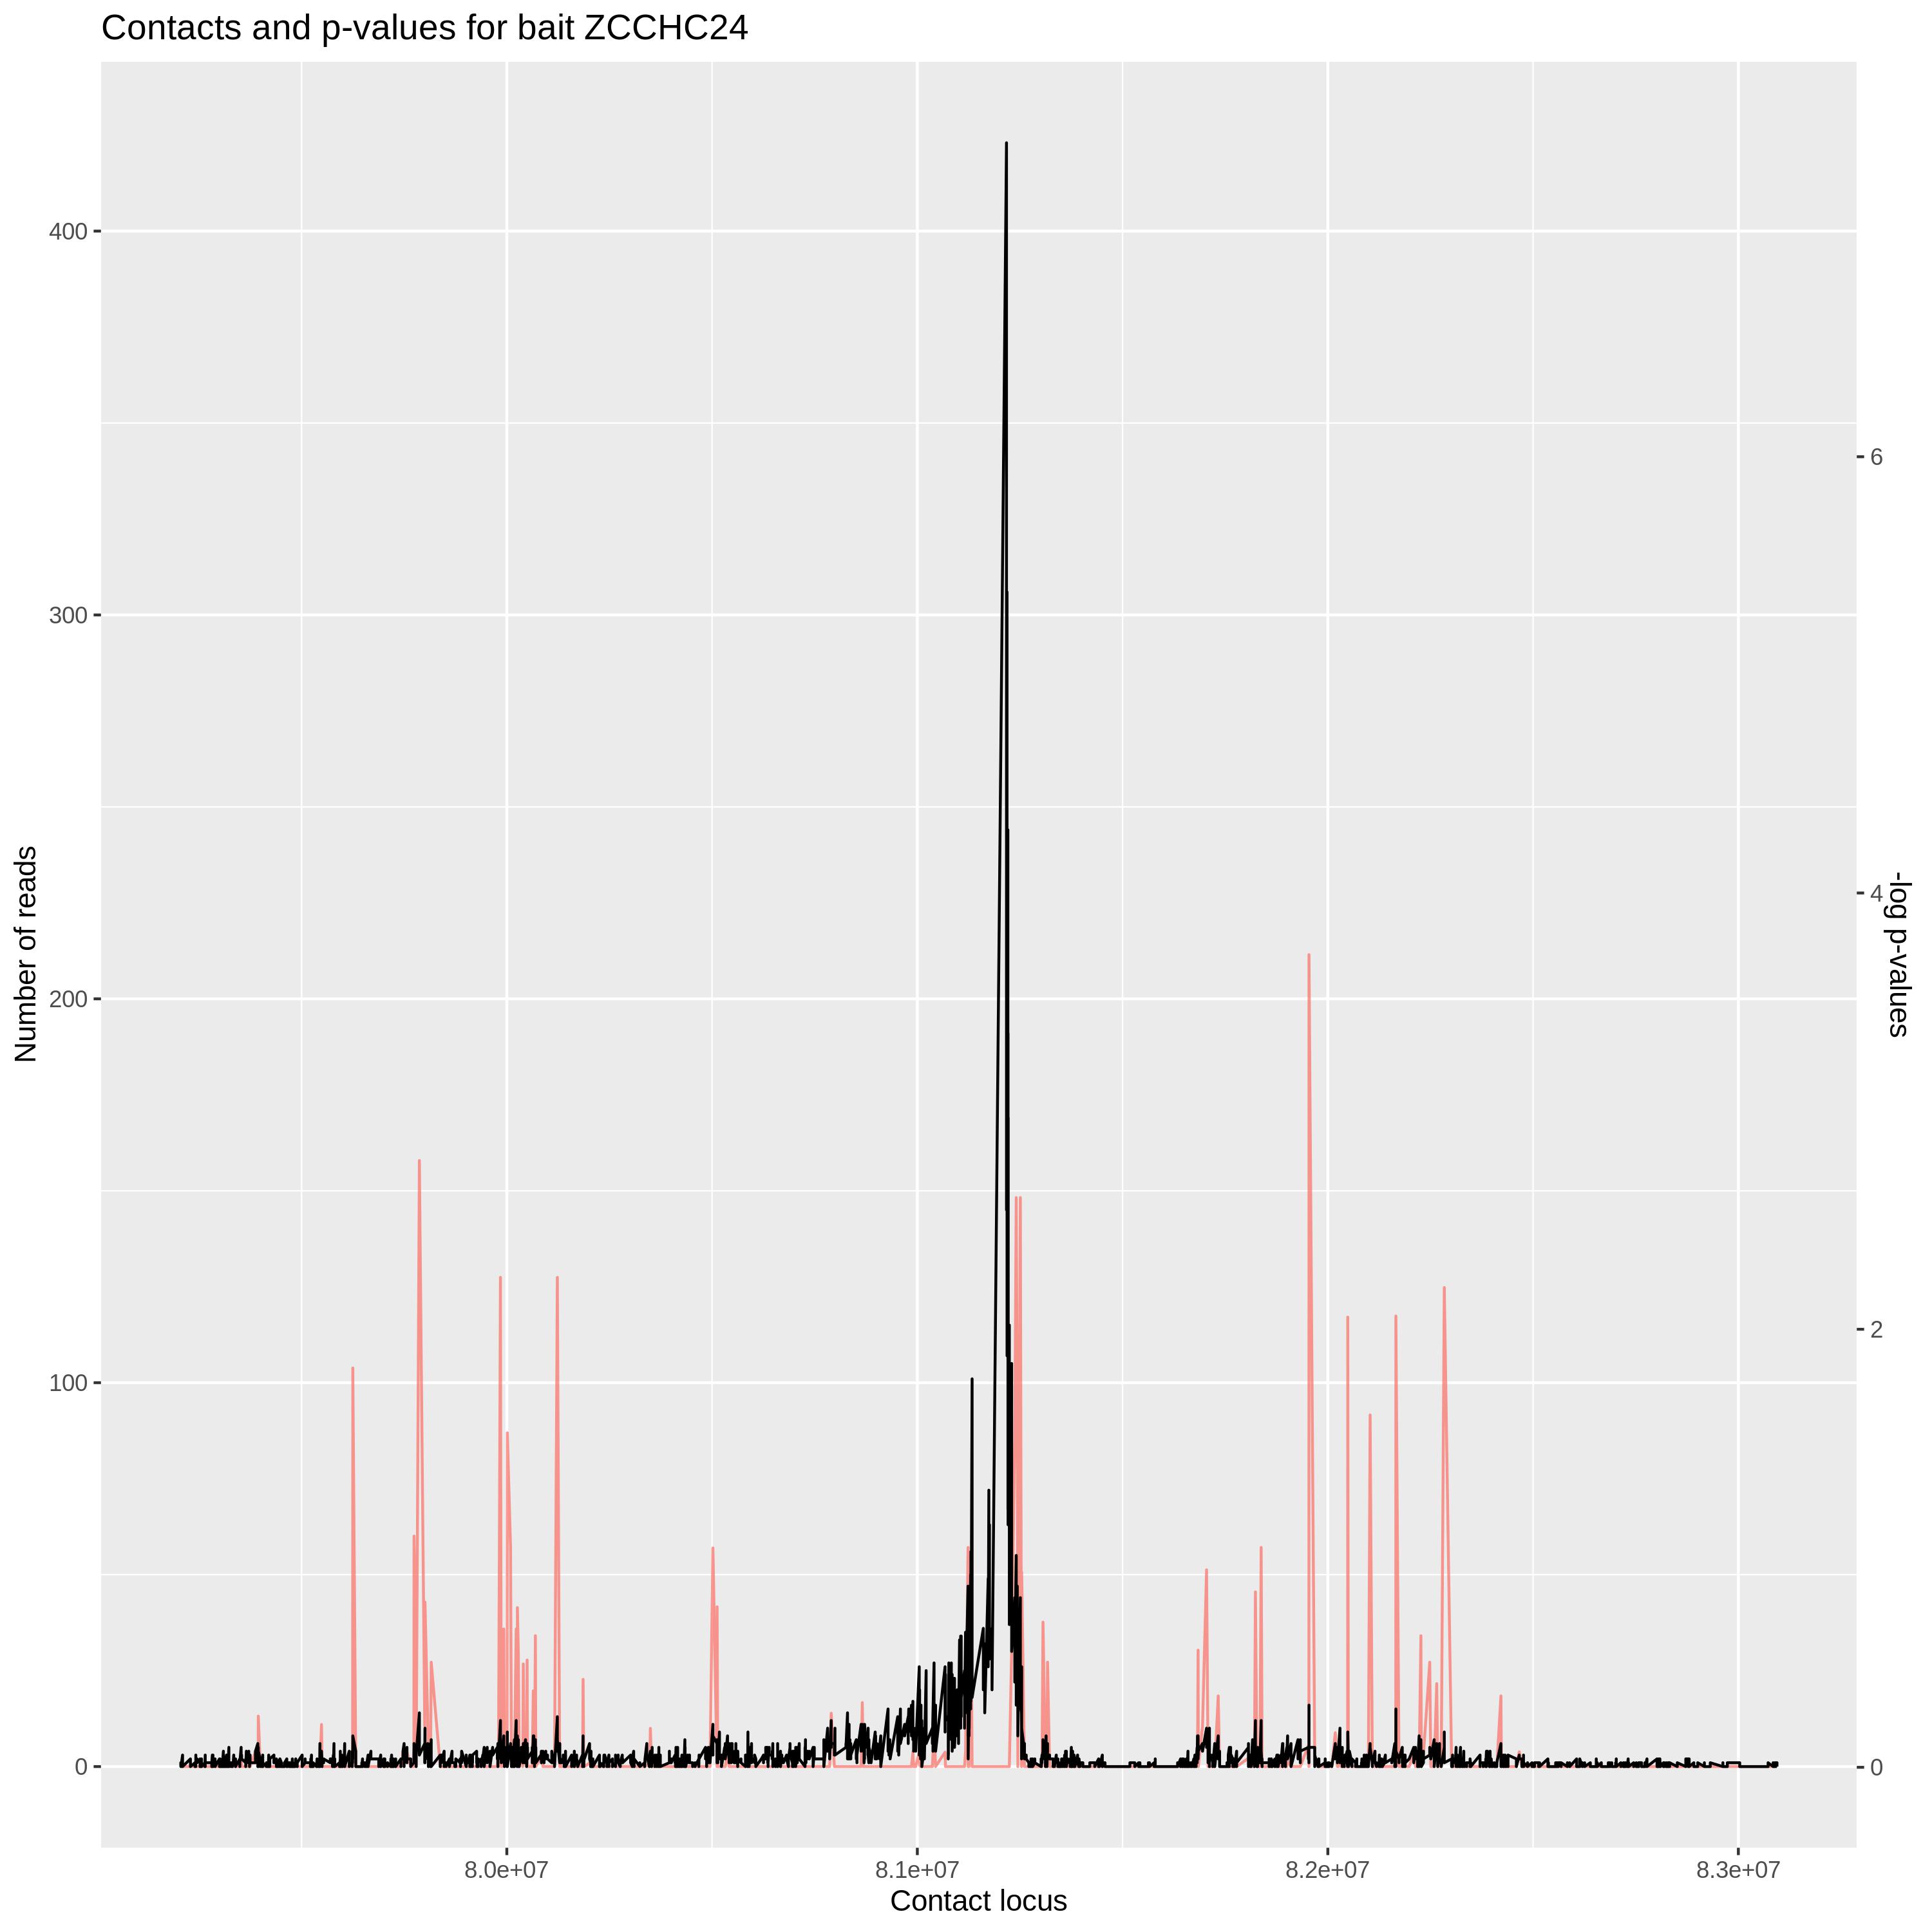 Contacts and p-values for bait ZCCHC24
Number of reads
400
300
200
100
0
6
4
2
0
-log p-values
8.0e+07
8.1e+07
8.2e+07
8.3e+07
Contact locus